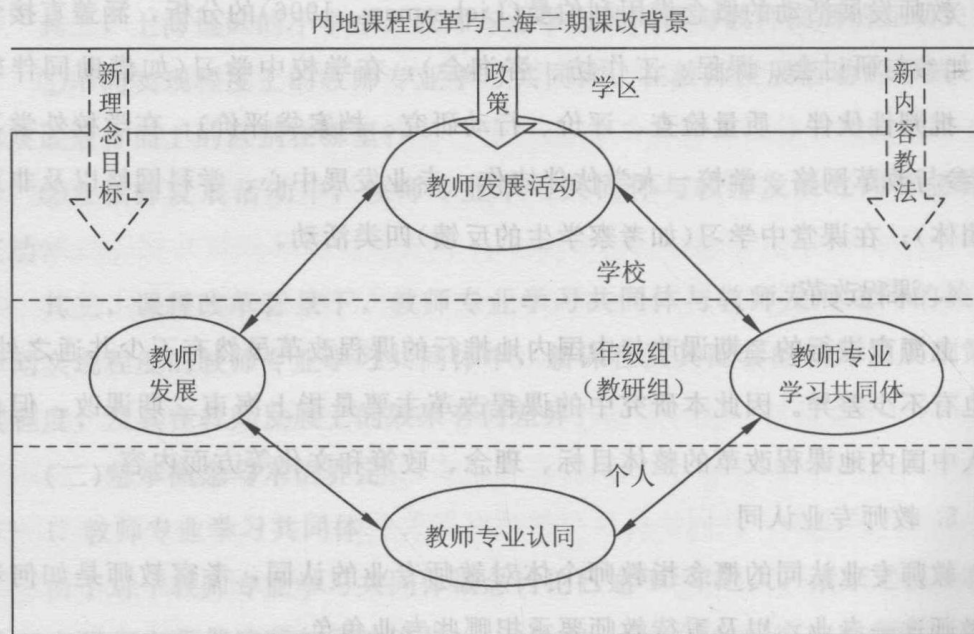 内地课程改革与上海二期课改背景
新理念目标
政策
学区
新内容教法
教师发展活动
学校
教师
发展
年级组
（教研组）
教师专业
学习共同体
个人
教师专业认同